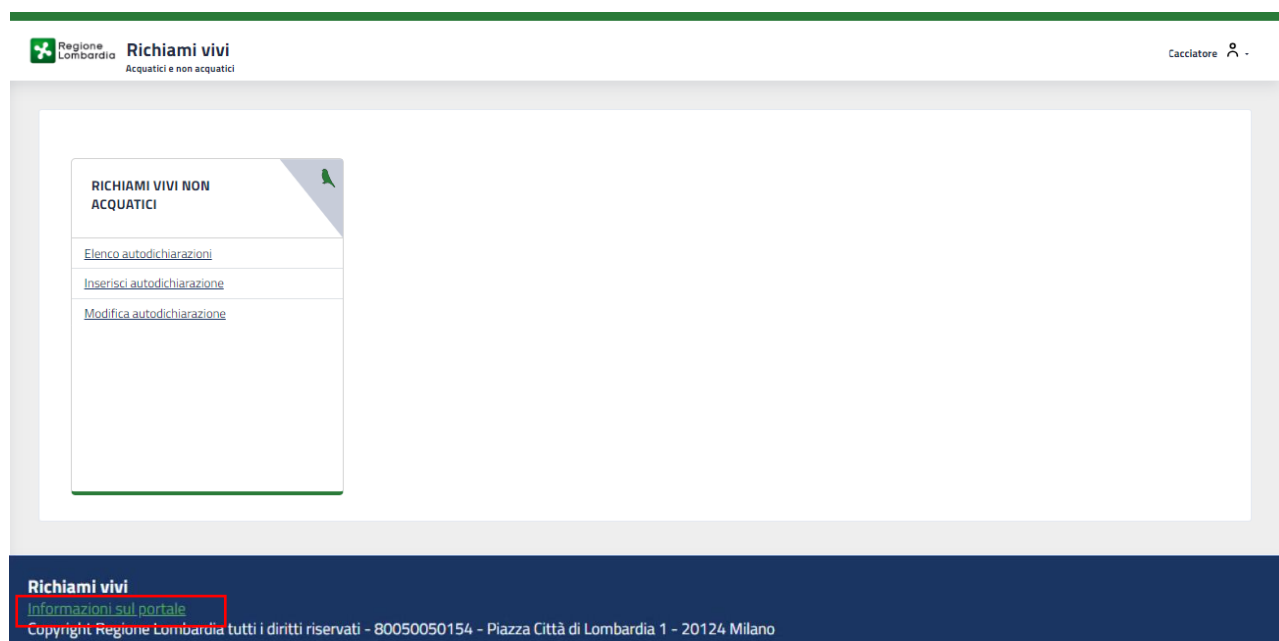 Regione
Lombardia
Richiami vivi
Acquatici e non acquatici
Cacciatore
RICHIAMI VIVI NON
ACQUATICI
Elenco autodichiarazioni
Inserisci autodichiarazione
Modifica autodichiarazione
Richiami vivi
Informazioni sul portale
Copyright Regione Lombardia tutti i diritti riservati - 80050050154 - Piazza Città di Lombardia 1 - 20124 Milano